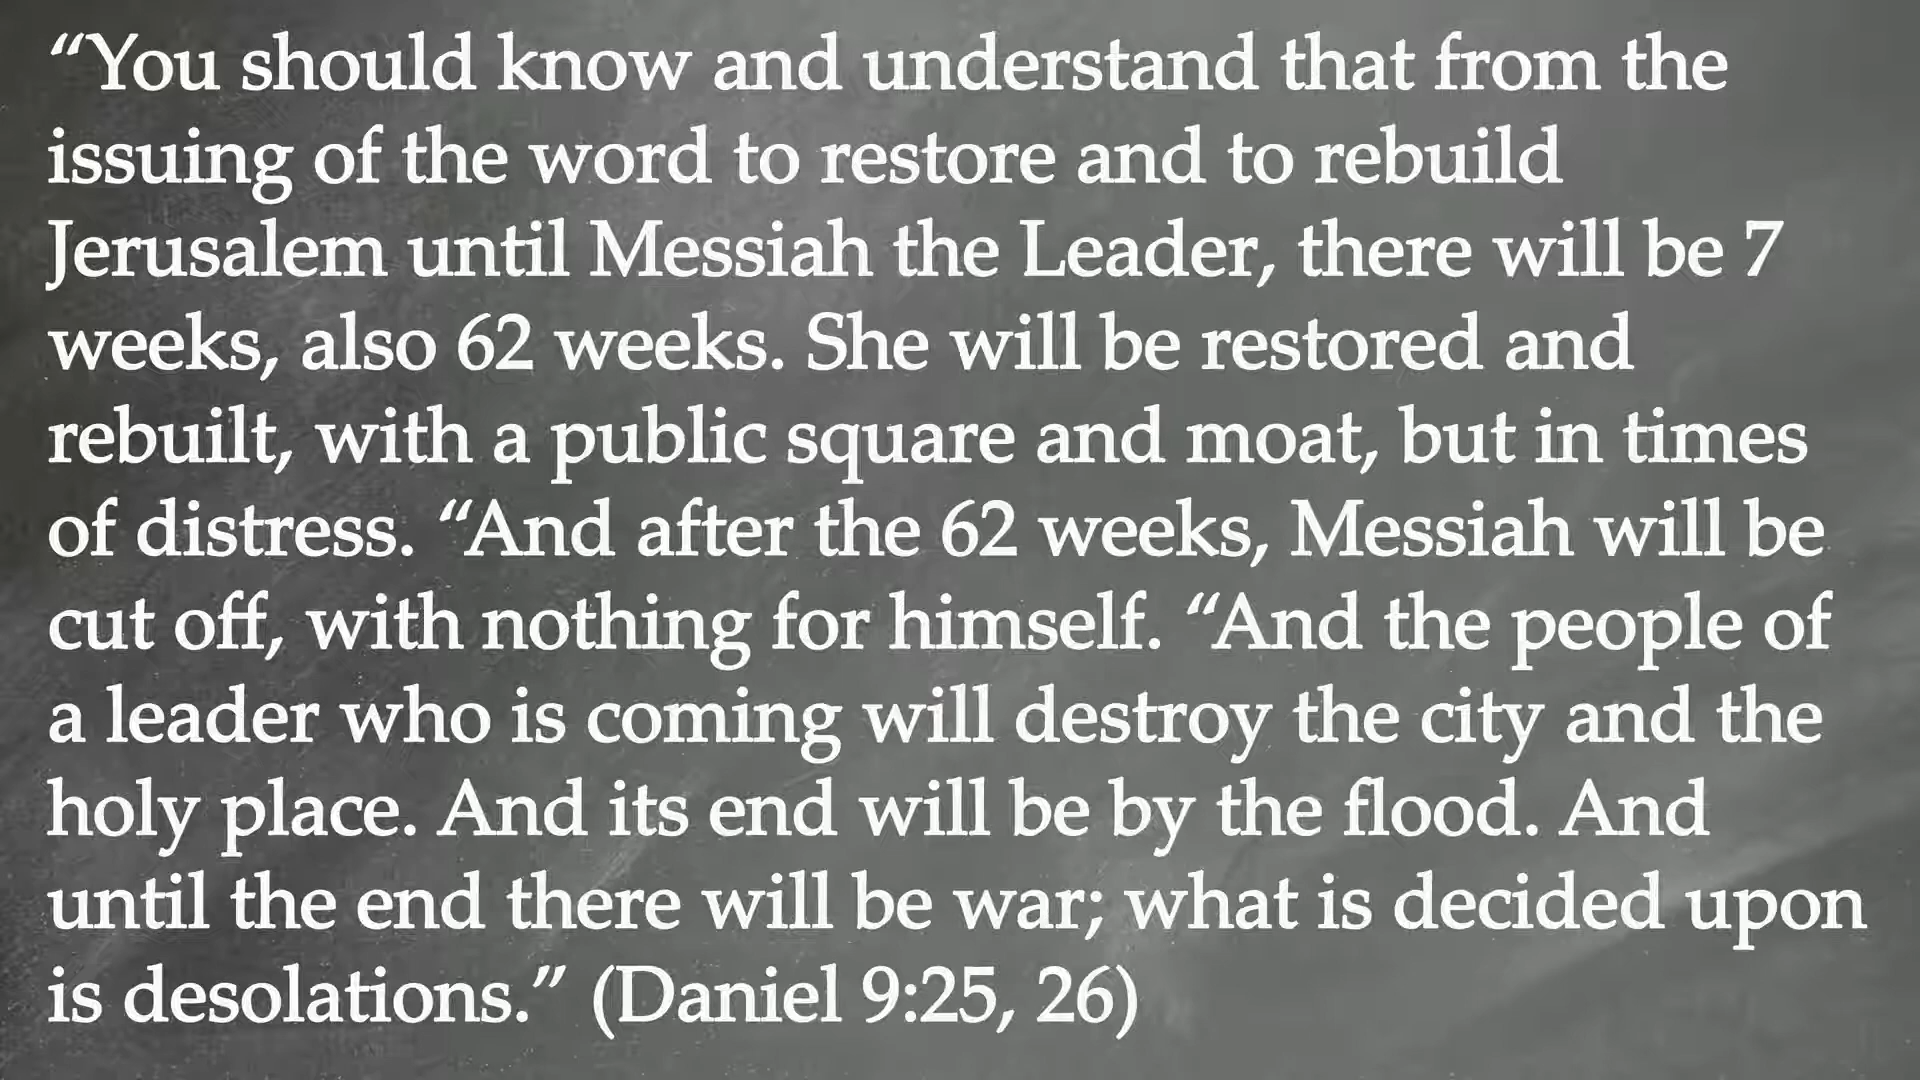 “You should know and understand that from the
issuing of the word to restore and to rebuild
Jerusalem until Messiah the Leader, there will be 7
weeks, also 62 weeks. She will be restored and
rebuilt, with a public square and moat, but in times
of distress. “And after the 62 weeks, Messiah will be
cut off, with nothing for himself. “And the people of
a leader who is coming will destroy the city and the
holy place. And its end will be by the flood. And
until the end there will be war; what is decided upon
is desolations.” (Daniel 9:25, 26)